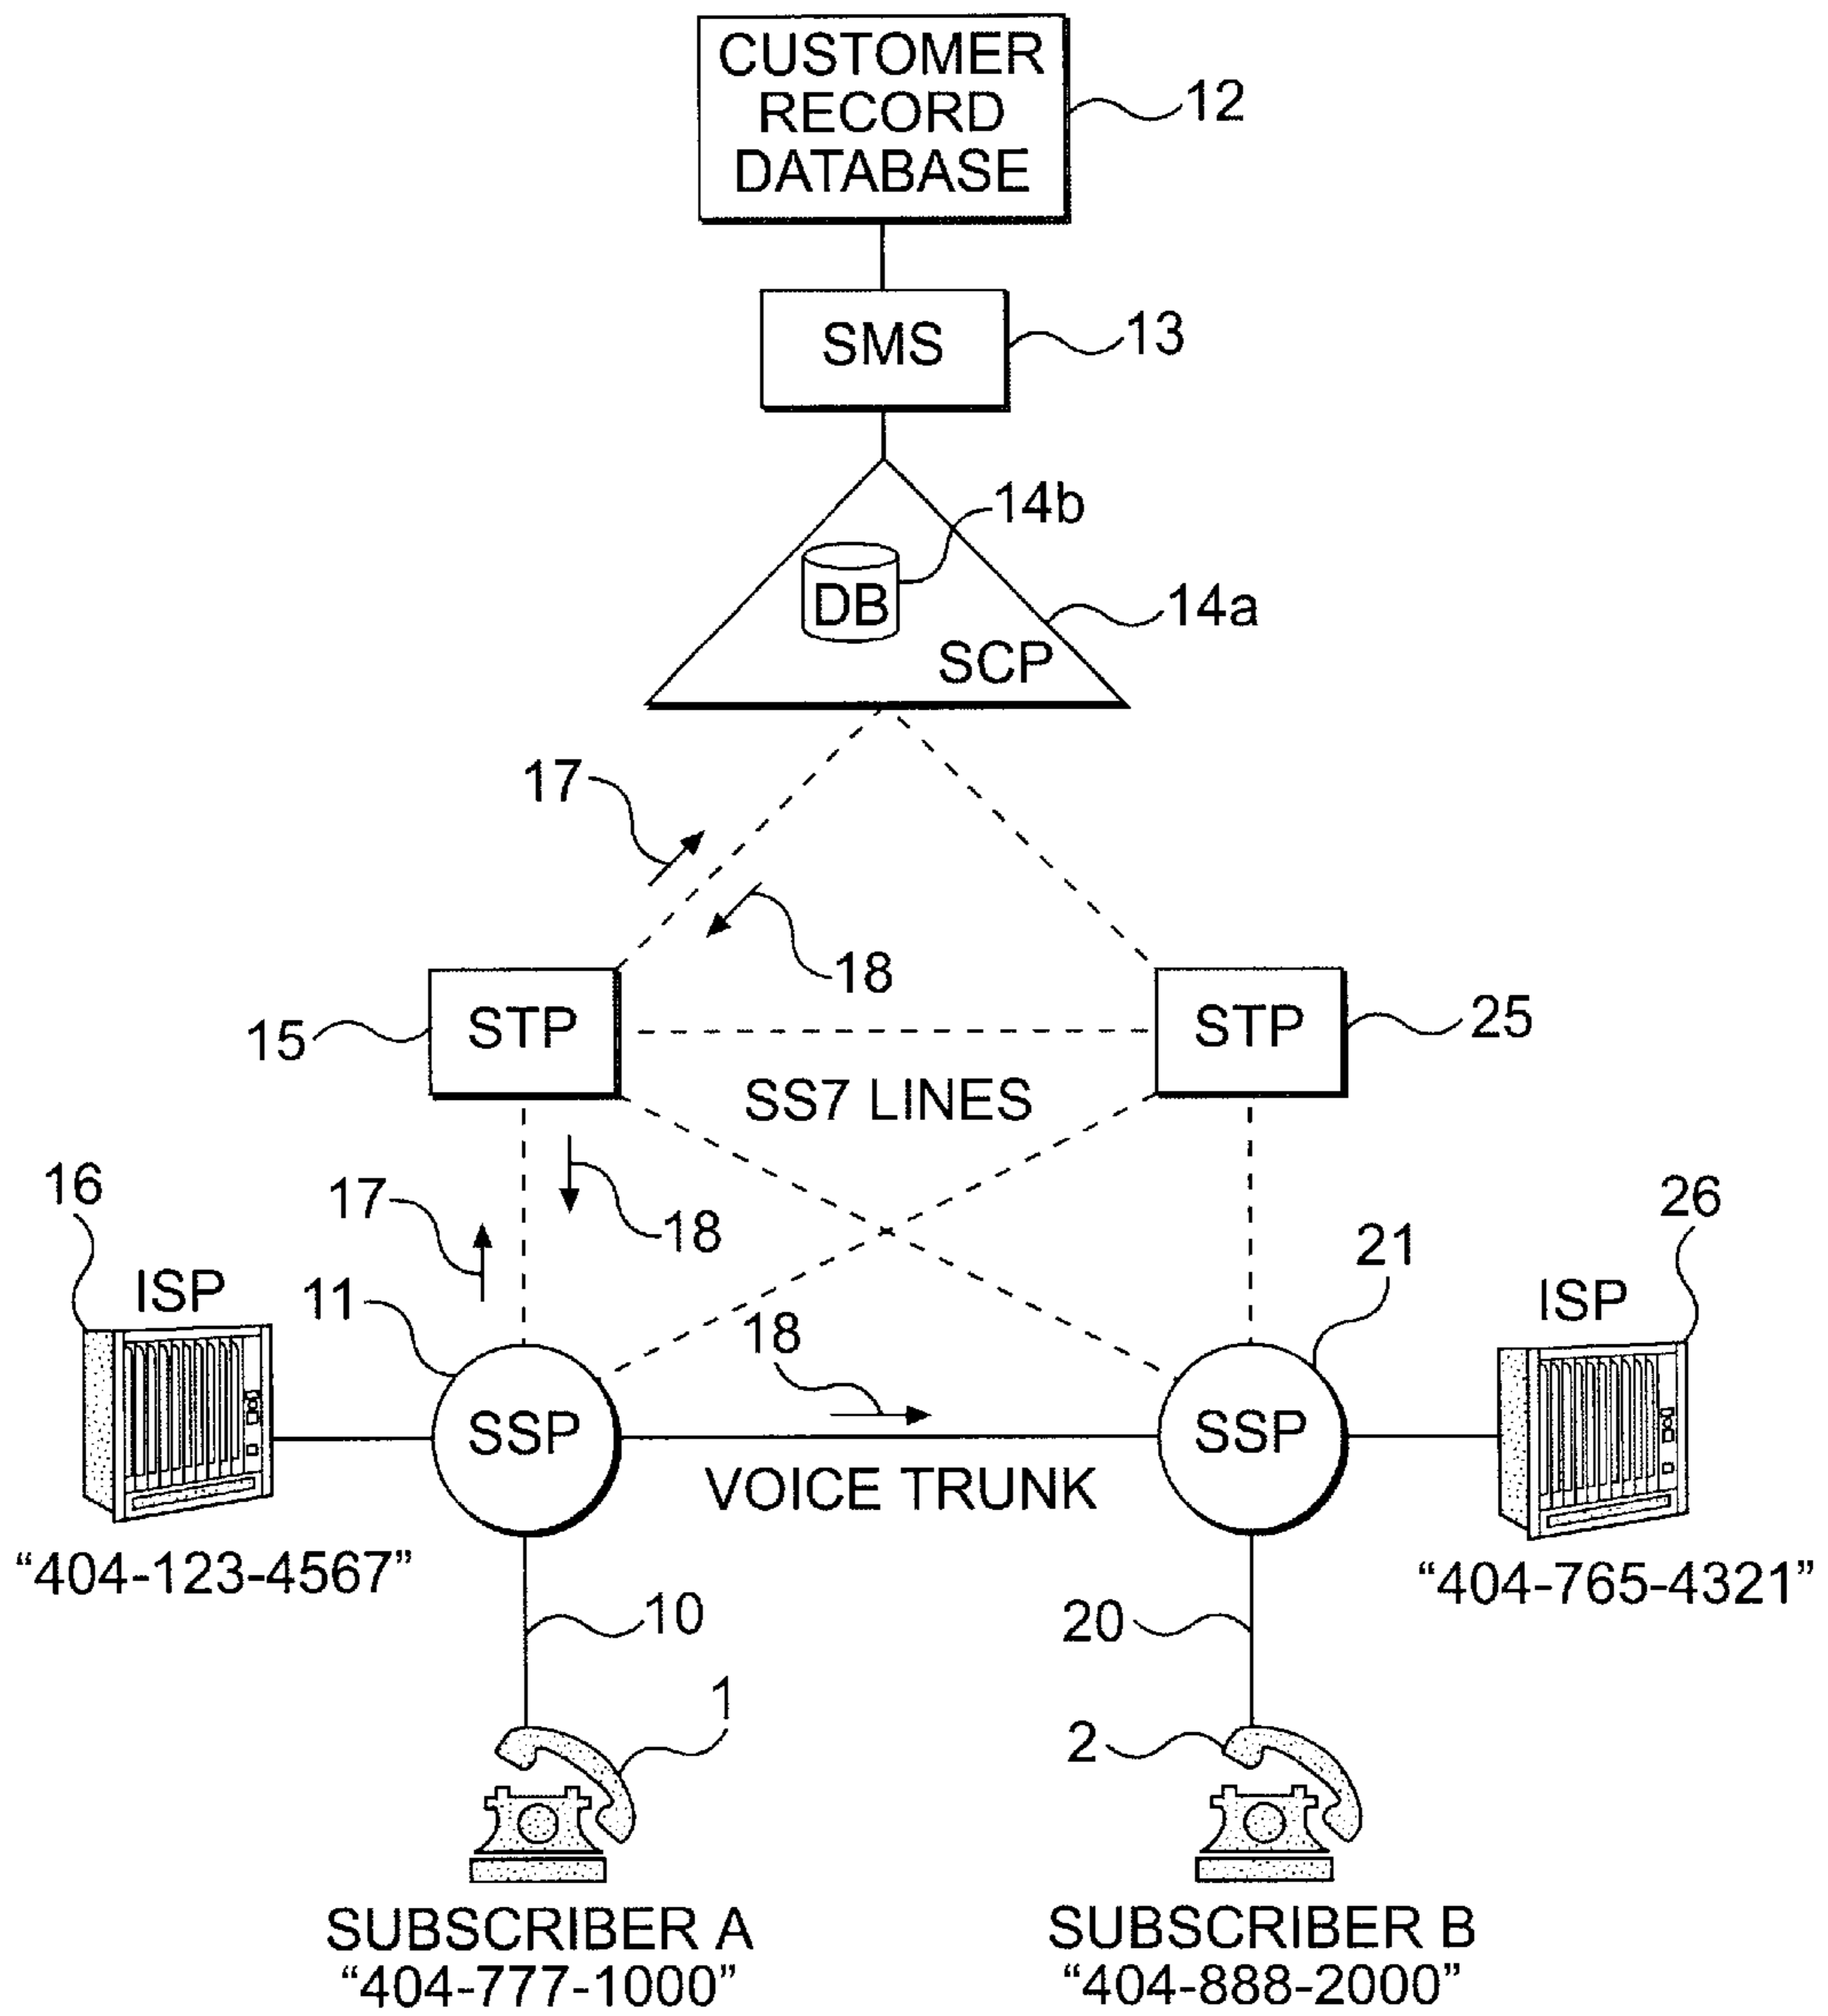 CUSTOMER
RECORD
DATABASE
12
SMS
13
14b
DB
14a
SCP
17
18
15
STP
STP
25
SS7 LINES
16
17
18
26
ISP
11
21
ISP
18
SSP
SSP
VOICE TRUNK
“404-123-4567”
“404-765-4321”
10
20
1
2
SUBSCRIBER A
“404-777-1000”
SUBSCRIBER B
“404-888-2000”